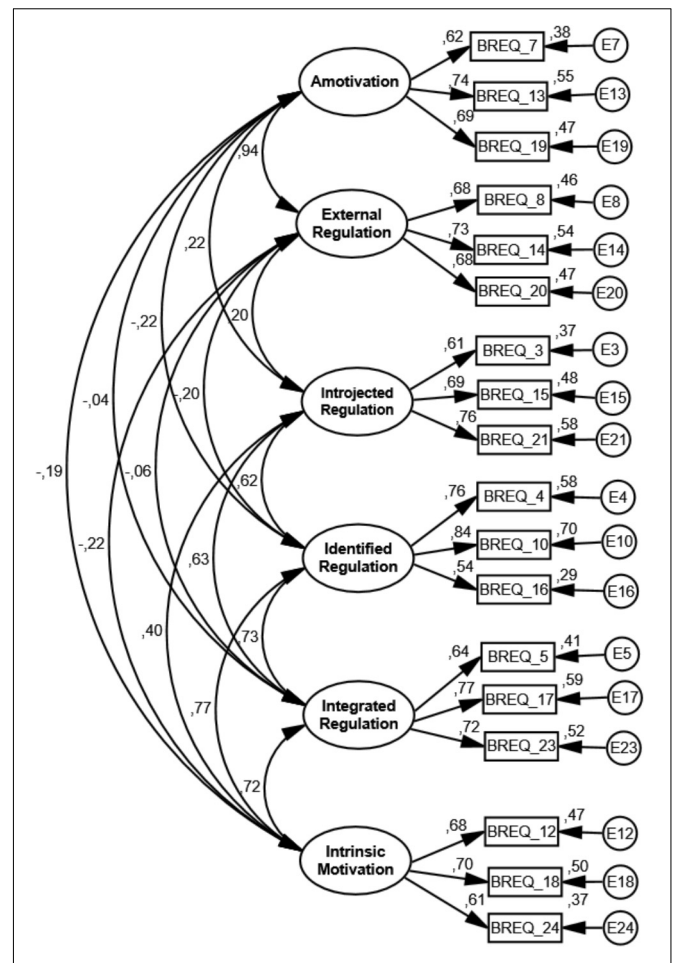 ,62
BREQ_7
,38
E7
Amotivation
,74
BREQ_13
,55
E13
,69
BREQ_19
,47
E19
,94
,68
BREQ_8
,46
E8
External
Regulation
,73
BREQ_14
,54
E14
,68
BREQ_20
,47
E20
,22
,20
-,22
,61
BREQ_3
,37
E3
Introjected
Regulation
,69
BREQ_15
,48
E15
,76
BREQ_21
,58
E21
-,20
-,04
-,19
-,06
,62
,76
BREQ_4
,58
E4
Identified
Regulation
,84
BREQ_10
,70
E10
,54
BREQ_16
,29
E16
-,22
,63
,40
,73
,64
BREQ_5
,41
E5
Integrated
Regulation
,77
BREQ_17
,59
E17
,72
BREQ_23
,52
E23
,77
,72
,68
BREQ_12
,47
E12
Intrinsic
Motivation
,70
BREQ_18
,50
E18
,61
BREQ_24
,37
E24